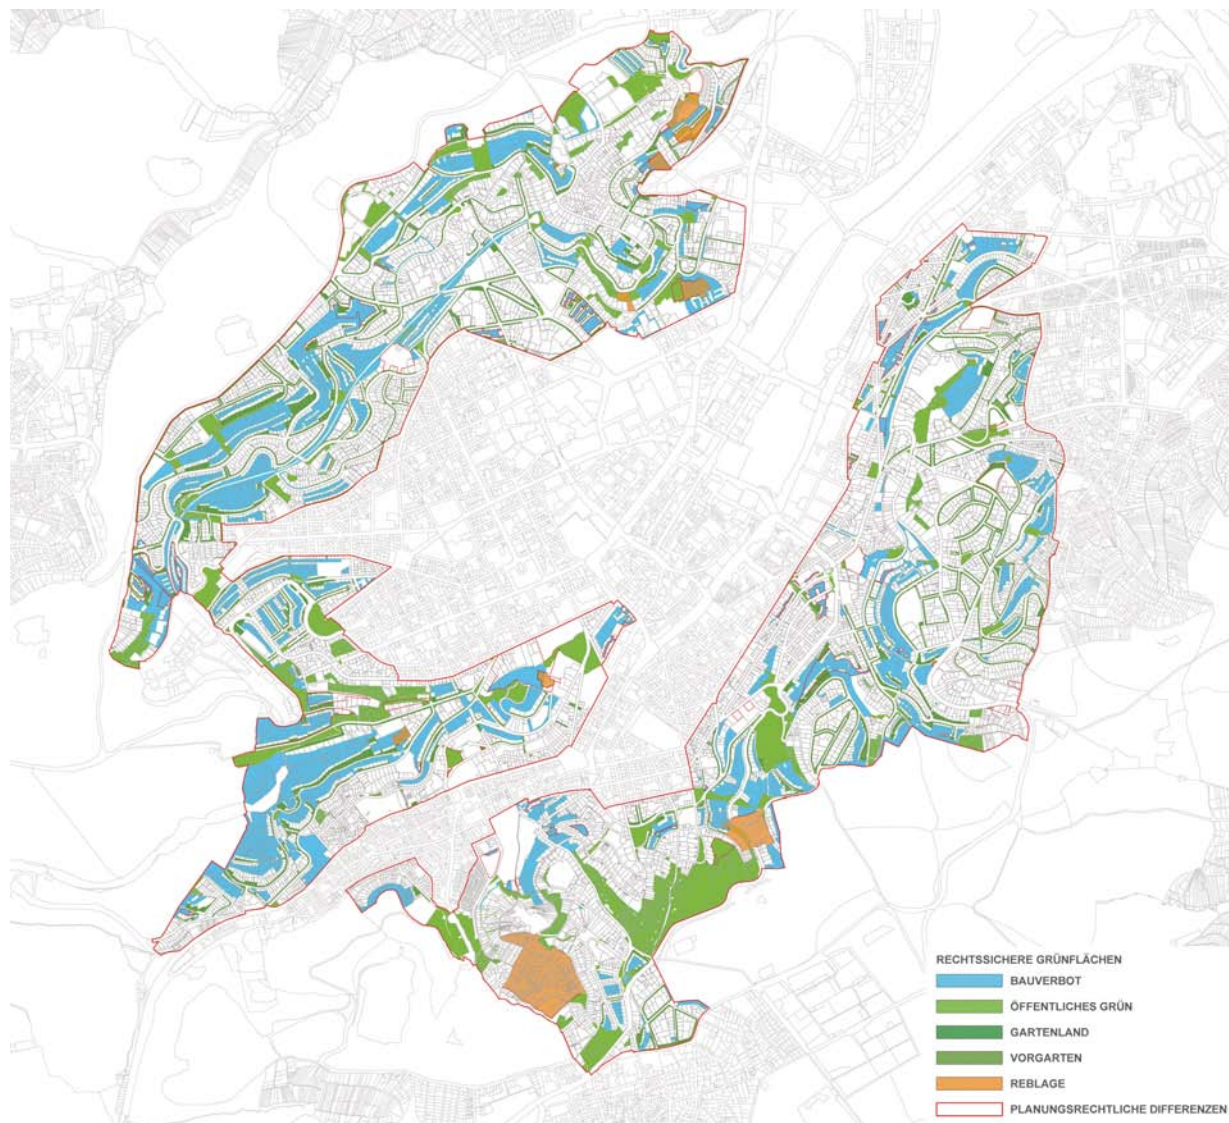 RECHTSSICHERE GRÜNFLÄCHEN
BAUVERBOT
ÖFFENTLICHES GRÜN
GARTENLAND
VORGARTEN
REBLAGE
PLANUNGSRECHTLICHE DIFFERENZEN